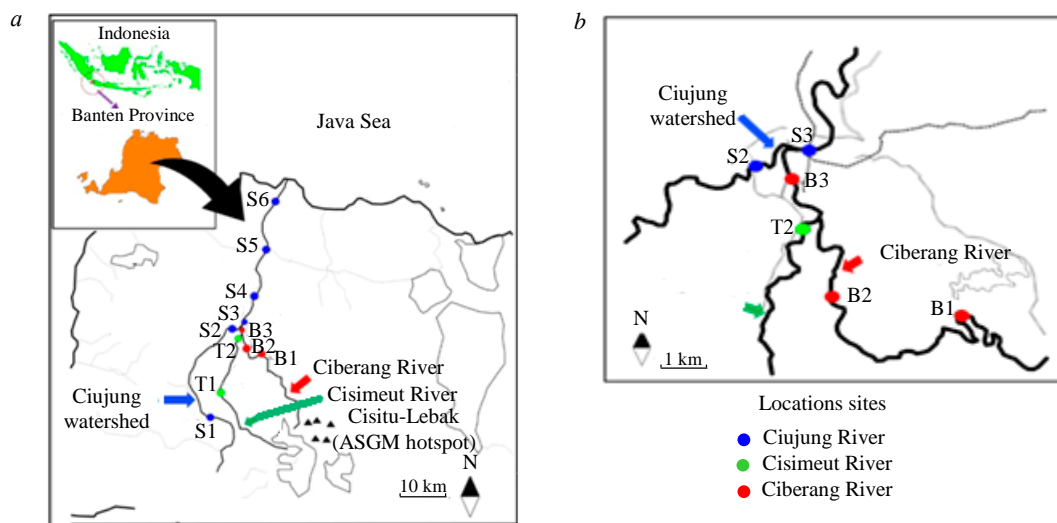 a
Indonesia
Banten Province
Java Sea
S6
S5
S4
S3
S2
B3
T2
B2
B1
T1
Ciberang River
Cisimeut River
Ciujung
watershed
Cisitu-Lebak
(ASGM hotspot)
S1
N
10 km
b
Ciujung
watershed
S3
S2
B3
T2
Ciberang River
B2
B1
N
1 km
Locations sites
Ciujung River
Cisimeut River
Ciberang River